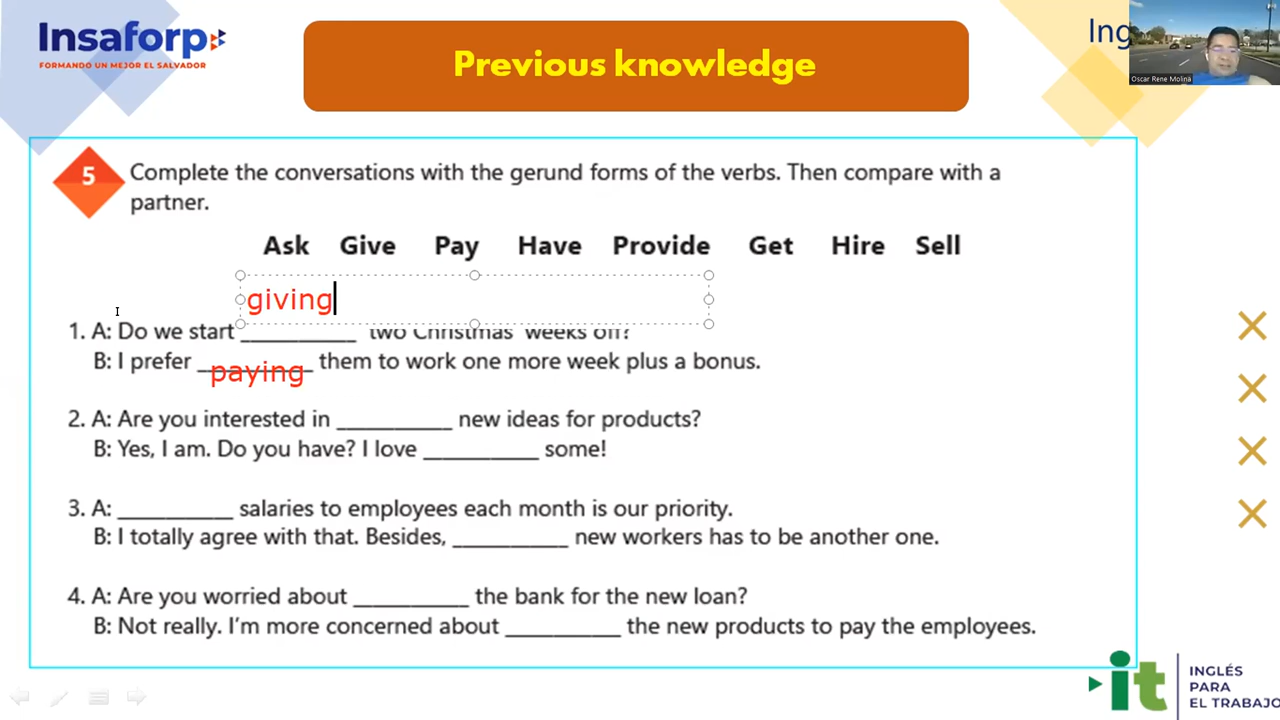 Insaforp
FORMANDO UN MEJOR EL SALVADOR
Previous knowledge
Ing
Oscar Rene Molina
5
Complete the conversations with the gerund forms of the verbs. Then compare with a
partner.
Ask Give Pay Have Provide Get Hire Sell
giving
1. A: Do we start __________ two Christmas weeks off?
B: I prefer __________ them to work one more week plus a bonus.
paying
2. A: Are you interested in __________ new ideas for products?
B: Yes, I am. Do you have? I love __________ some!
3. A: __________ salaries to employees each month is our priority.
B: I totally agree with that. Besides, __________ new workers has to be another one.
4. A: Are you worried about __________ the bank for the new loan?
B: Not really. I'm more concerned about __________ the new products to pay the employees.
it
INGLÉS
PARA
EL TRABAJO